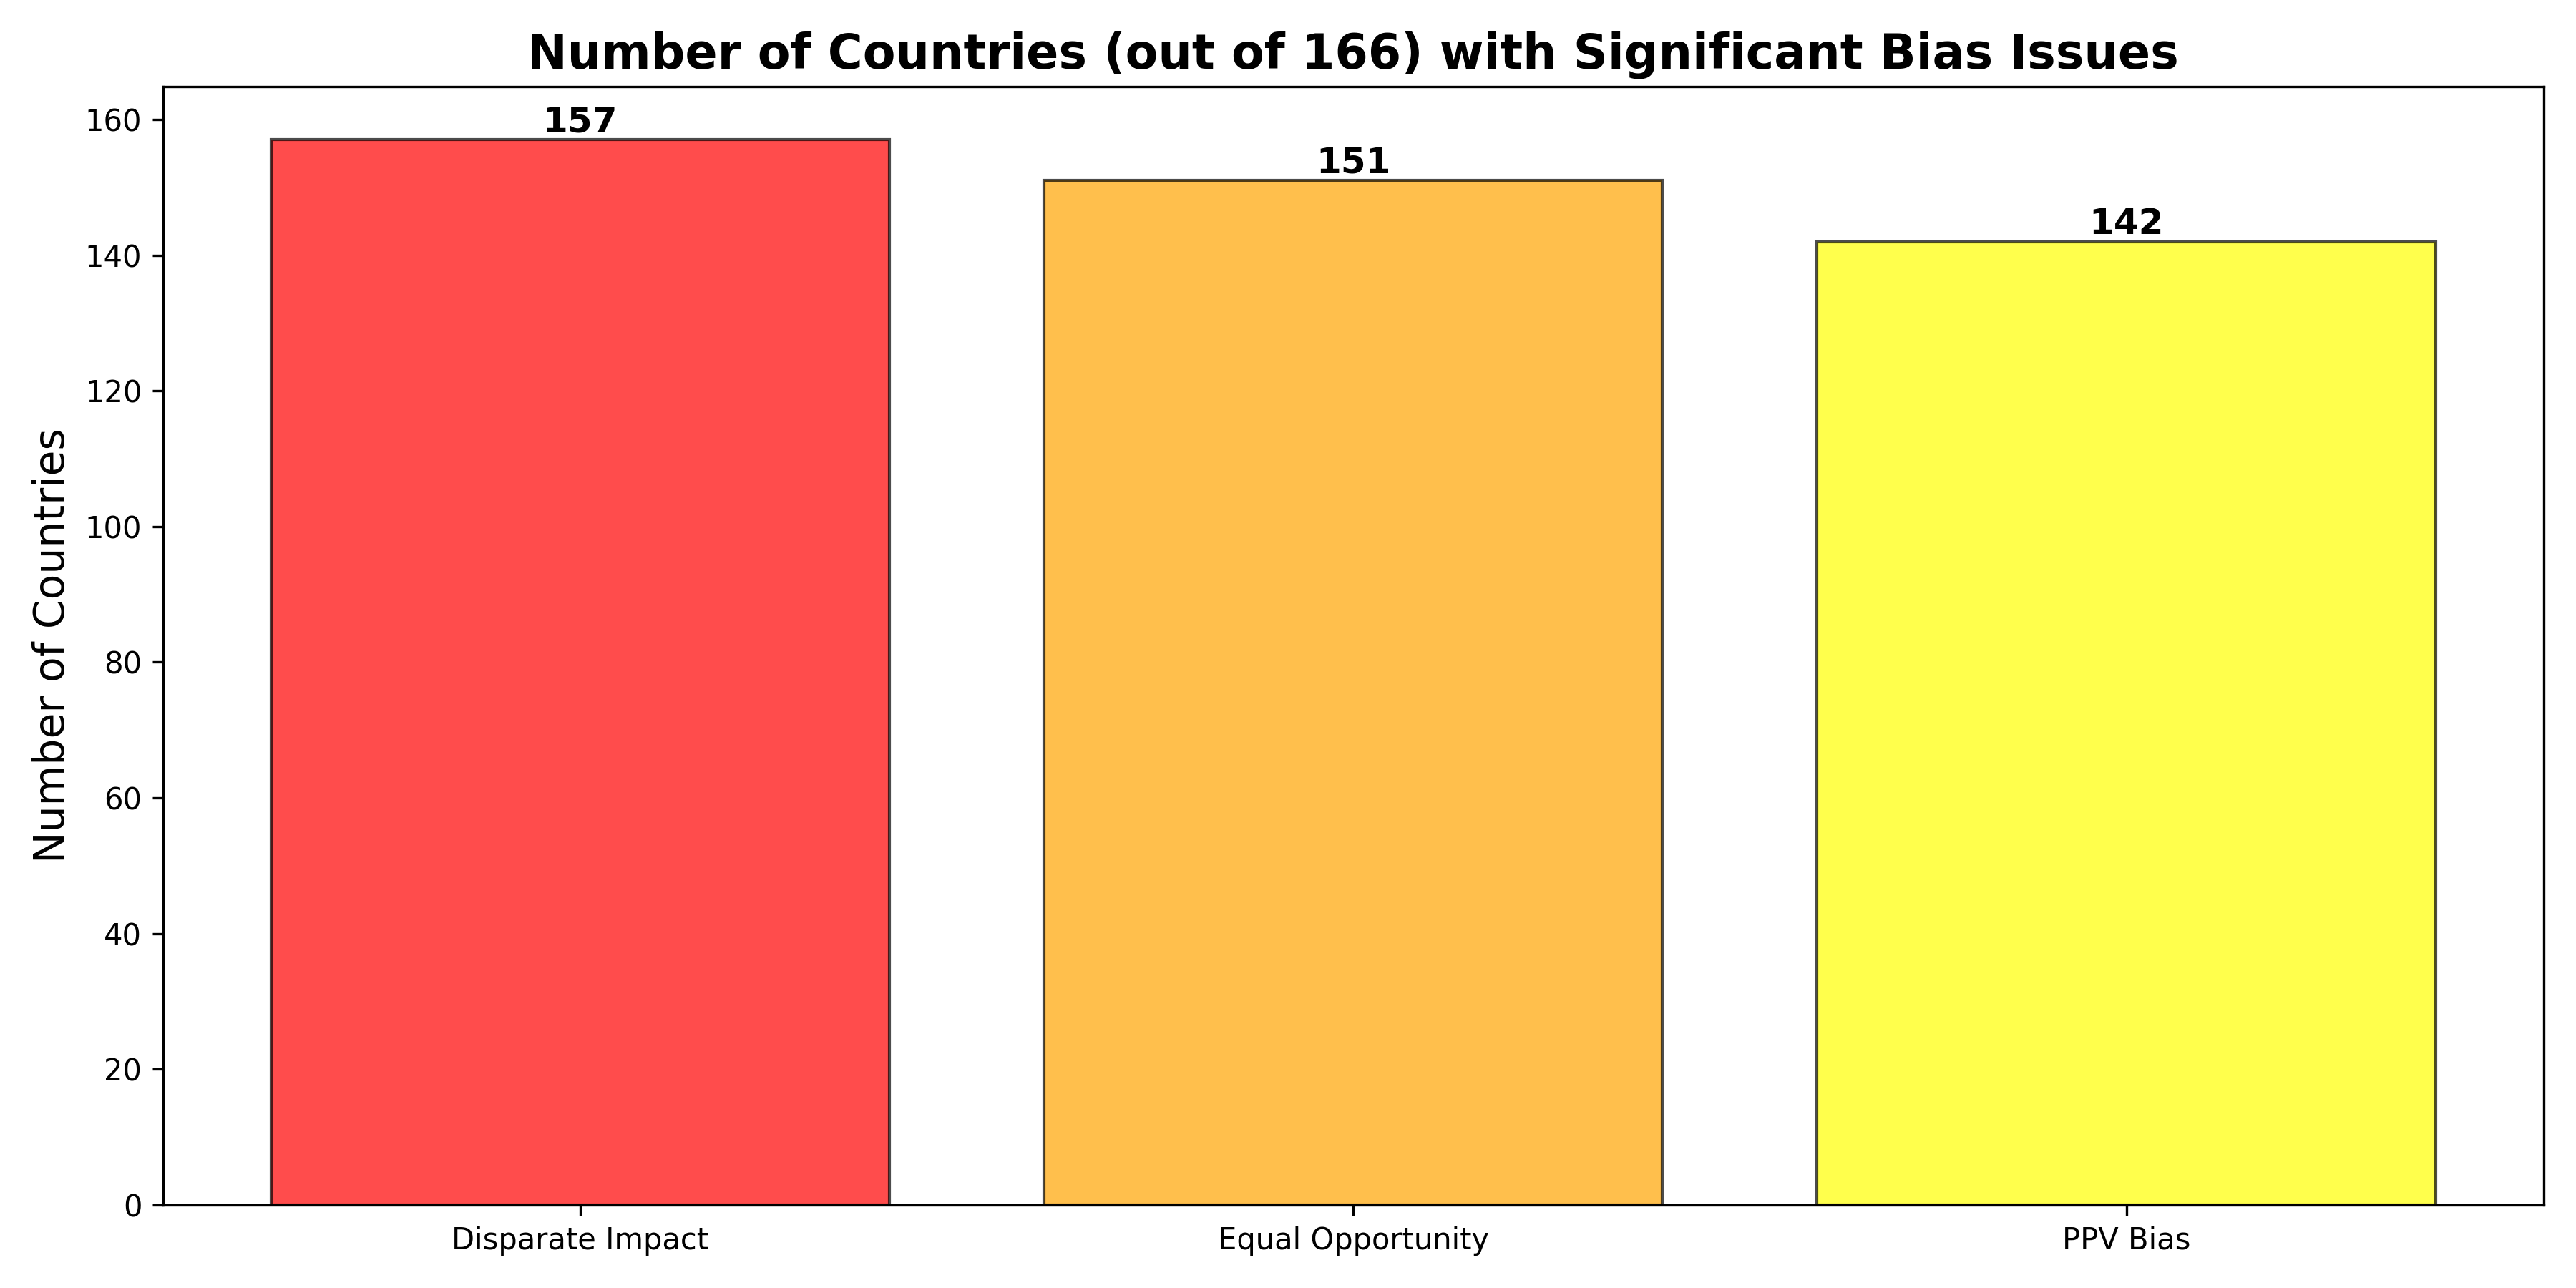 Number of Countries (out of 166) with Significant Bias Issues
Number of Countries
160
140
120
100
80
60
40
20
0
157
151
142
Disparate Impact
Equal Opportunity
PPV Bias